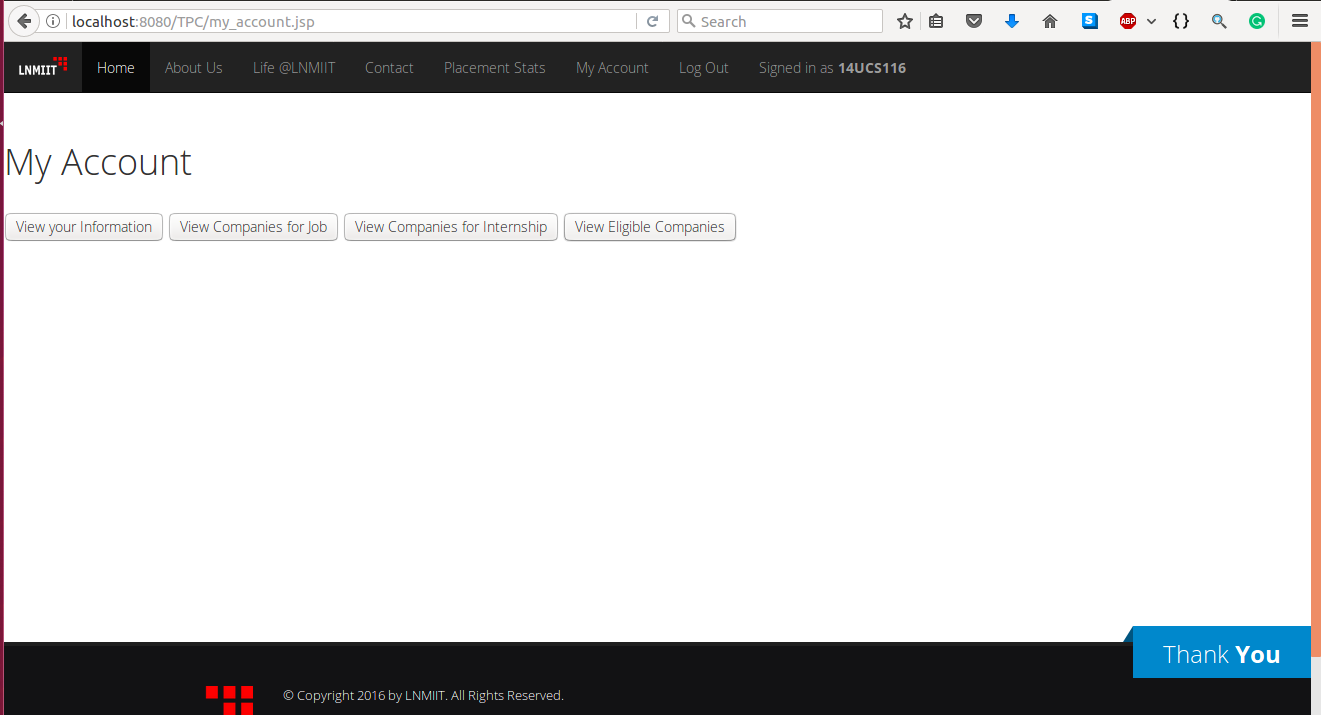 localhost:8080/TPC/my_account.jsp
Search
S
ABP
{}
G
LNMIIT
Home
About Us
Life @LNMIIT
Contact
Placement Stats
My Account
Log Out
Signed in as 14UCS116
My Account
View your Information
View Companies for Job
View Companies for Internship
View Eligible Companies
Thank You
© Copyright 2016 by LNMIIT. All Rights Reserved.